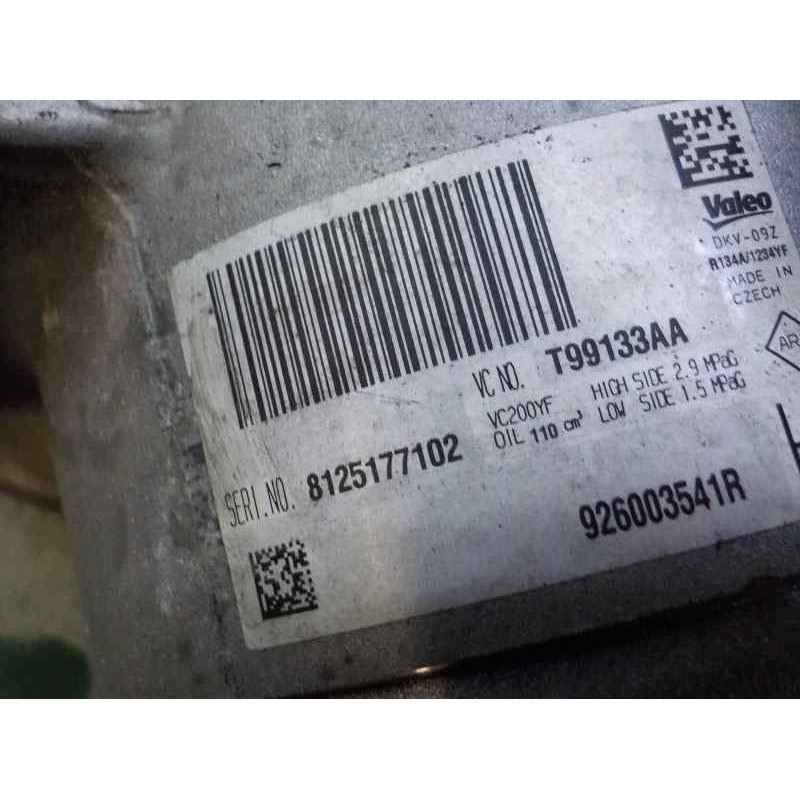 Valeo
DKV-09Z
R134A/1234YF
MADE IN
CZECH
AR
VC NO. T99133AA
VC200YF HIGH SIDE 2.9 MPaG
OIL 110 cm³ LOW SIDE 1.5 MPaG
SERI.NO. 8125177102
926003541R